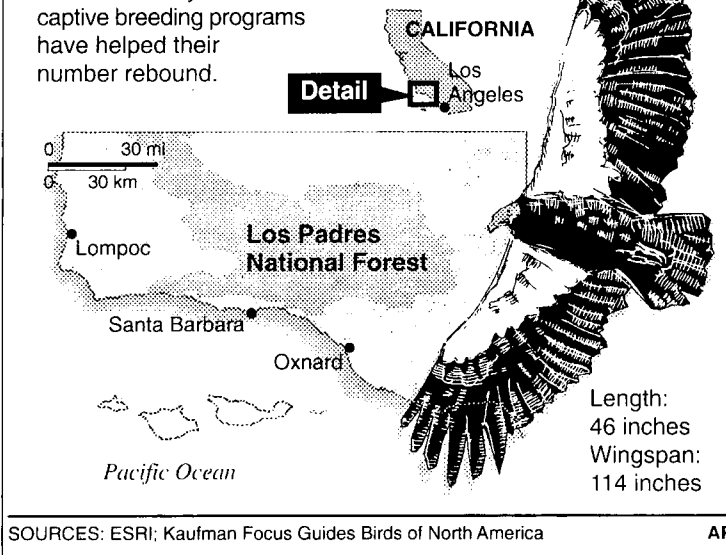 captive breeding programs
have helped their
number rebound.
CALIFORNIA
Los
Angeles
Detail
0 30 mi
0 30 km
Lompoc
Los Padres
National Forest
Santa Barbara
Oxnard
Pacific Ocean
Length:
46 inches
Wingspan:
114 inches
SOURCES: ESRI; Kaufman Focus Guides Birds of North America